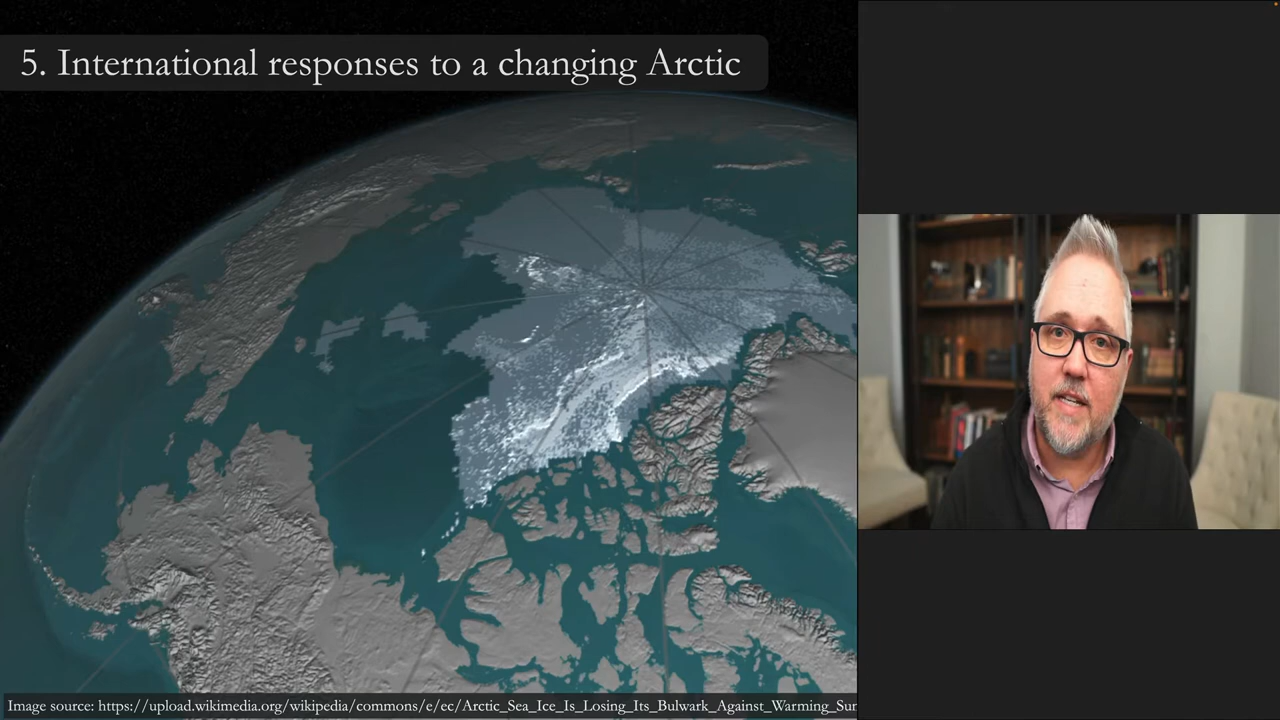 5. International responses to a changing Arctic
Image source: https://upload.wikimedia.org/wikipedia/commons/e/ec/Arctic_Sea_Ice_Is_Losing_Its_Bulwark_Against_Warming_Sur